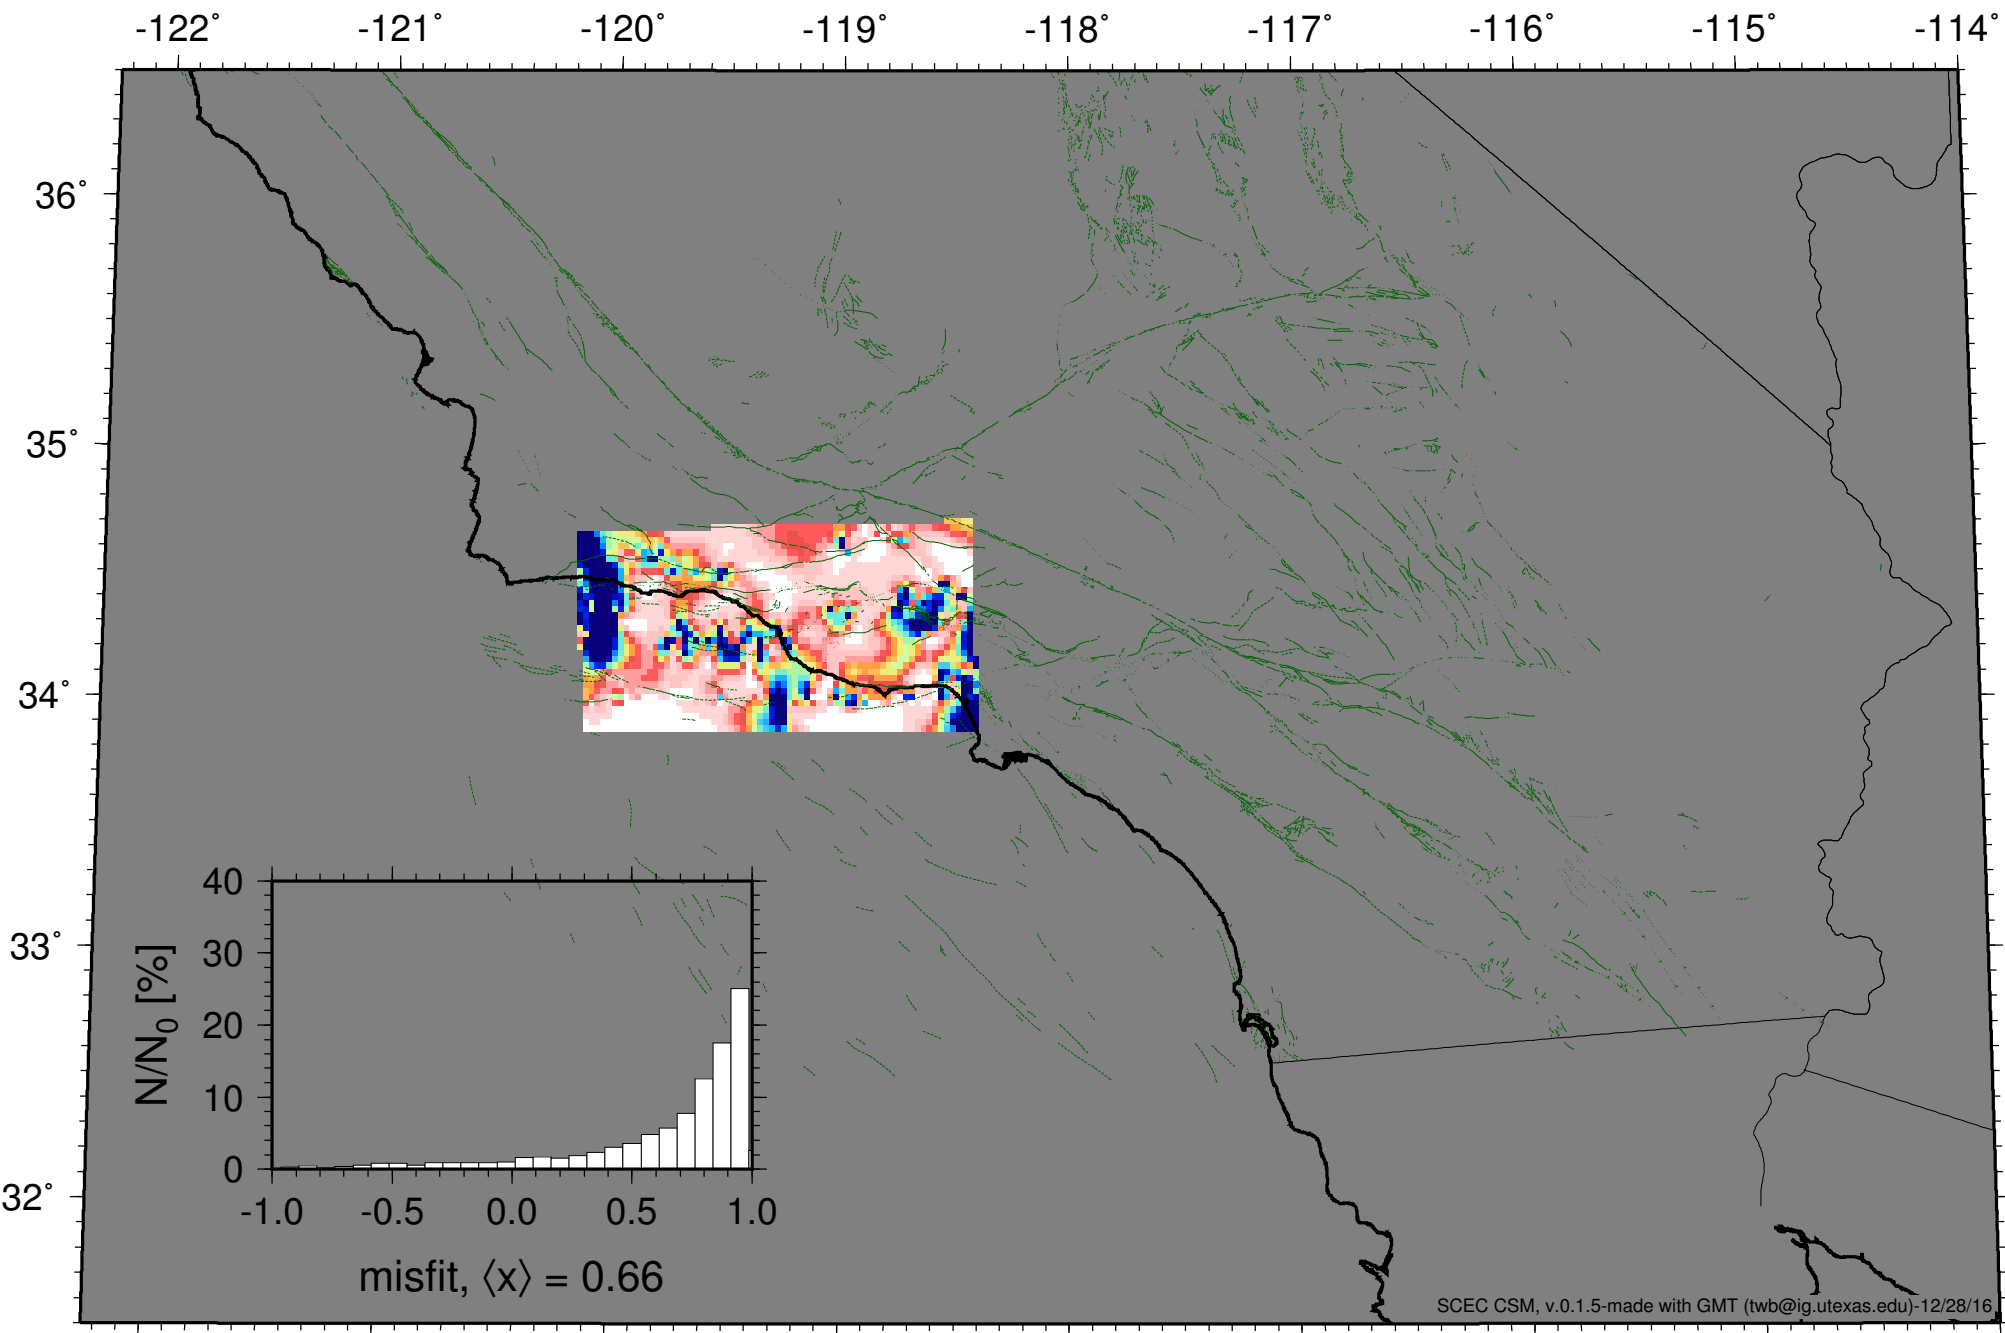 -122˚ -121˚ -120˚ -119˚ -118˚ -117˚ -116˚ -115˚ -114˚
36˚
35˚
34˚
33˚
32˚
40
30
20
10
0
N/N0 [%]
-1.0 -0.5 0.0 0.5 1.0
misfit, ⟨x⟩ = 0.66
SCEC CSM, v.0.1.5-made with GMT (twb@ig.utexas.edu)-12/28/16